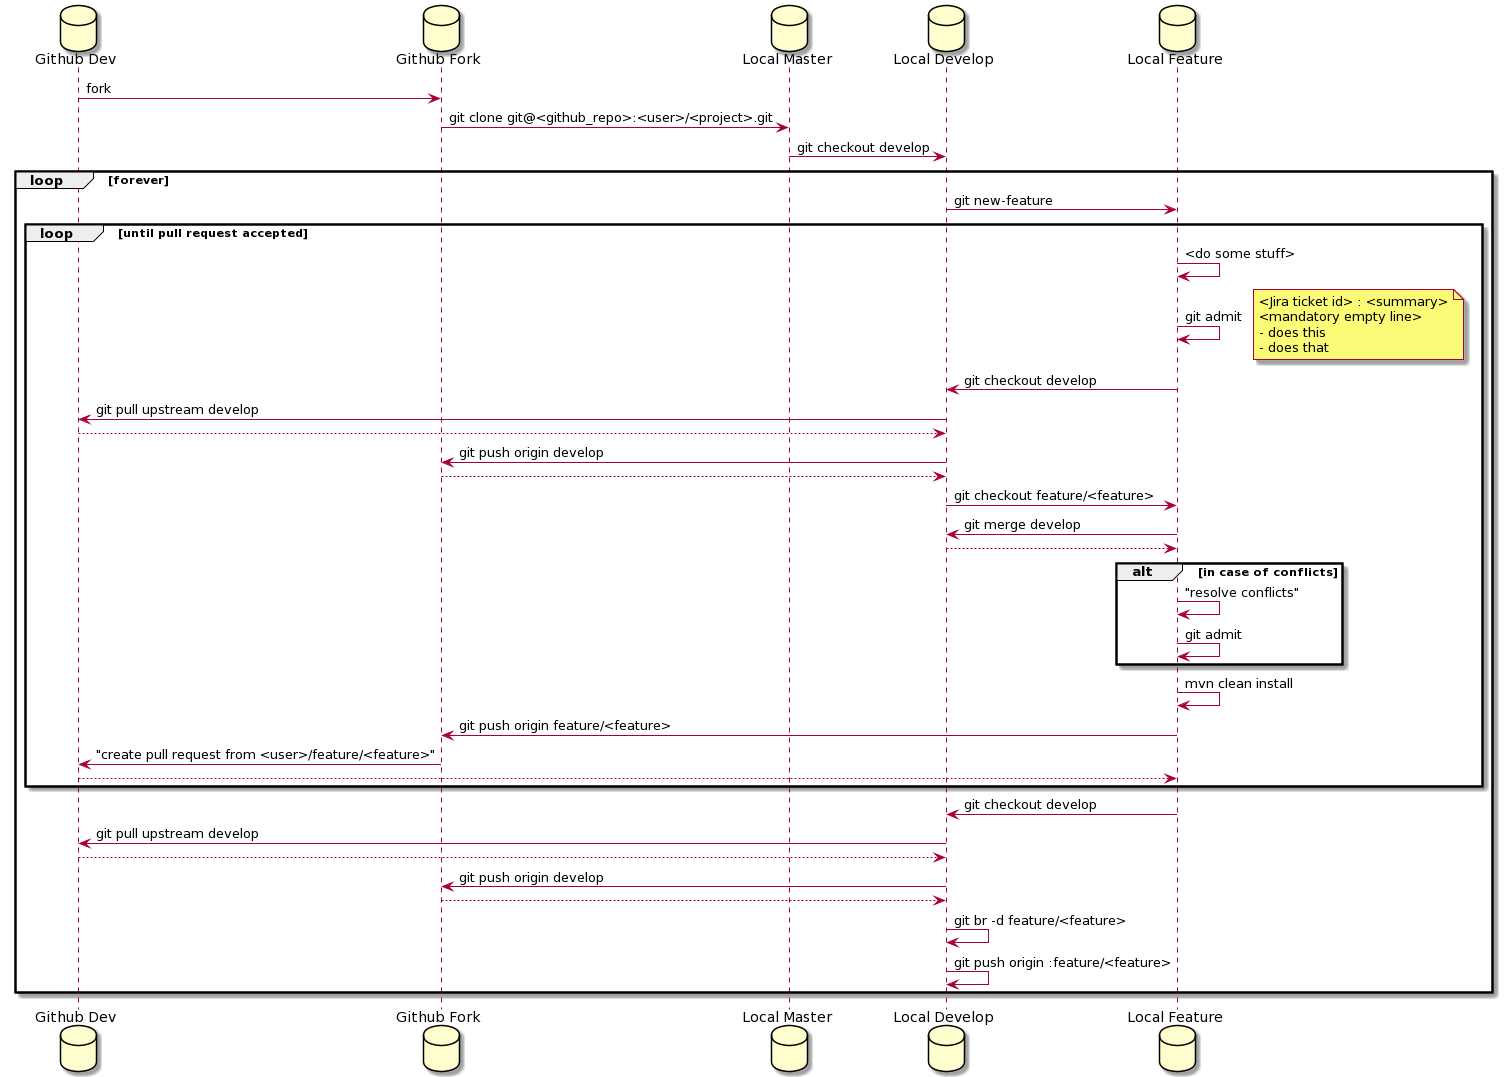 Github Dev
Github Fork
Local Master
Local Develop
Local Feature
fork
git clone git@<github_repo>:<user>/<project>.git
git checkout develop
loop [forever]
git new-feature
loop [until pull request accepted]
<do some stuff>
<Jira ticket id> : <summary>
<mandatory empty line>
- does this
- does that
git admit
git checkout develop
git pull upstream develop
git push origin develop
git checkout feature/<feature>
git merge develop
alt [in case of conflicts]
"resolve conflicts"
git admit
mvn clean install
git push origin feature/<feature>
"create pull request from <user>/feature/<feature>"
git checkout develop
git pull upstream develop
git push origin develop
git br -d feature/<feature>
git push origin :feature/<feature>
Github Dev
Github Fork
Local Master
Local Develop
Local Feature